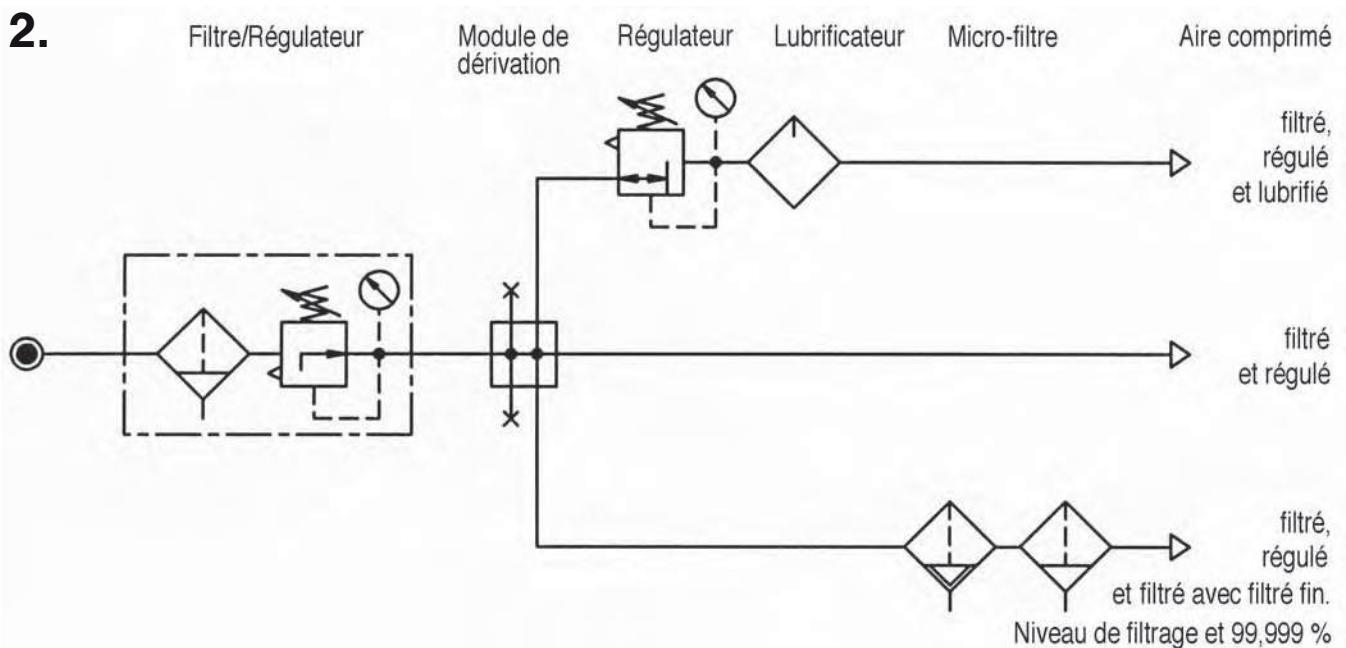 2.
Filtre/Régulateur
Module de
dérivation
Régulateur
Lubrificateur
Micro-filtre
Aire comprimé
filtré,
régulé
et lubrifié
filtré
et régulé
filtré,
régulé
et filtré avec filtré fin.
Niveau de filtrage et 99,999 %